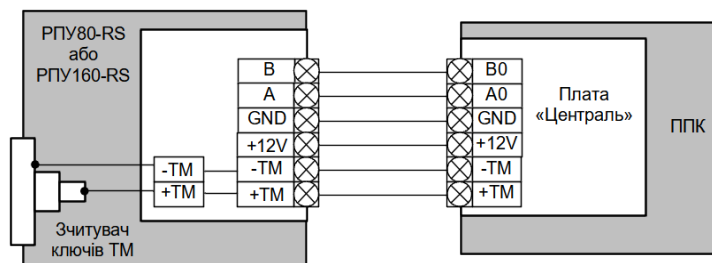 РПУ80-RS
або
РПУ160-RS
B
A
GND
+12V
-TM
+TM
-TM
+TM
Зчитувач
ключів ТМ
B0
A0
GND
+12V
-TM
+TM
Плата
«Централь»
ППК